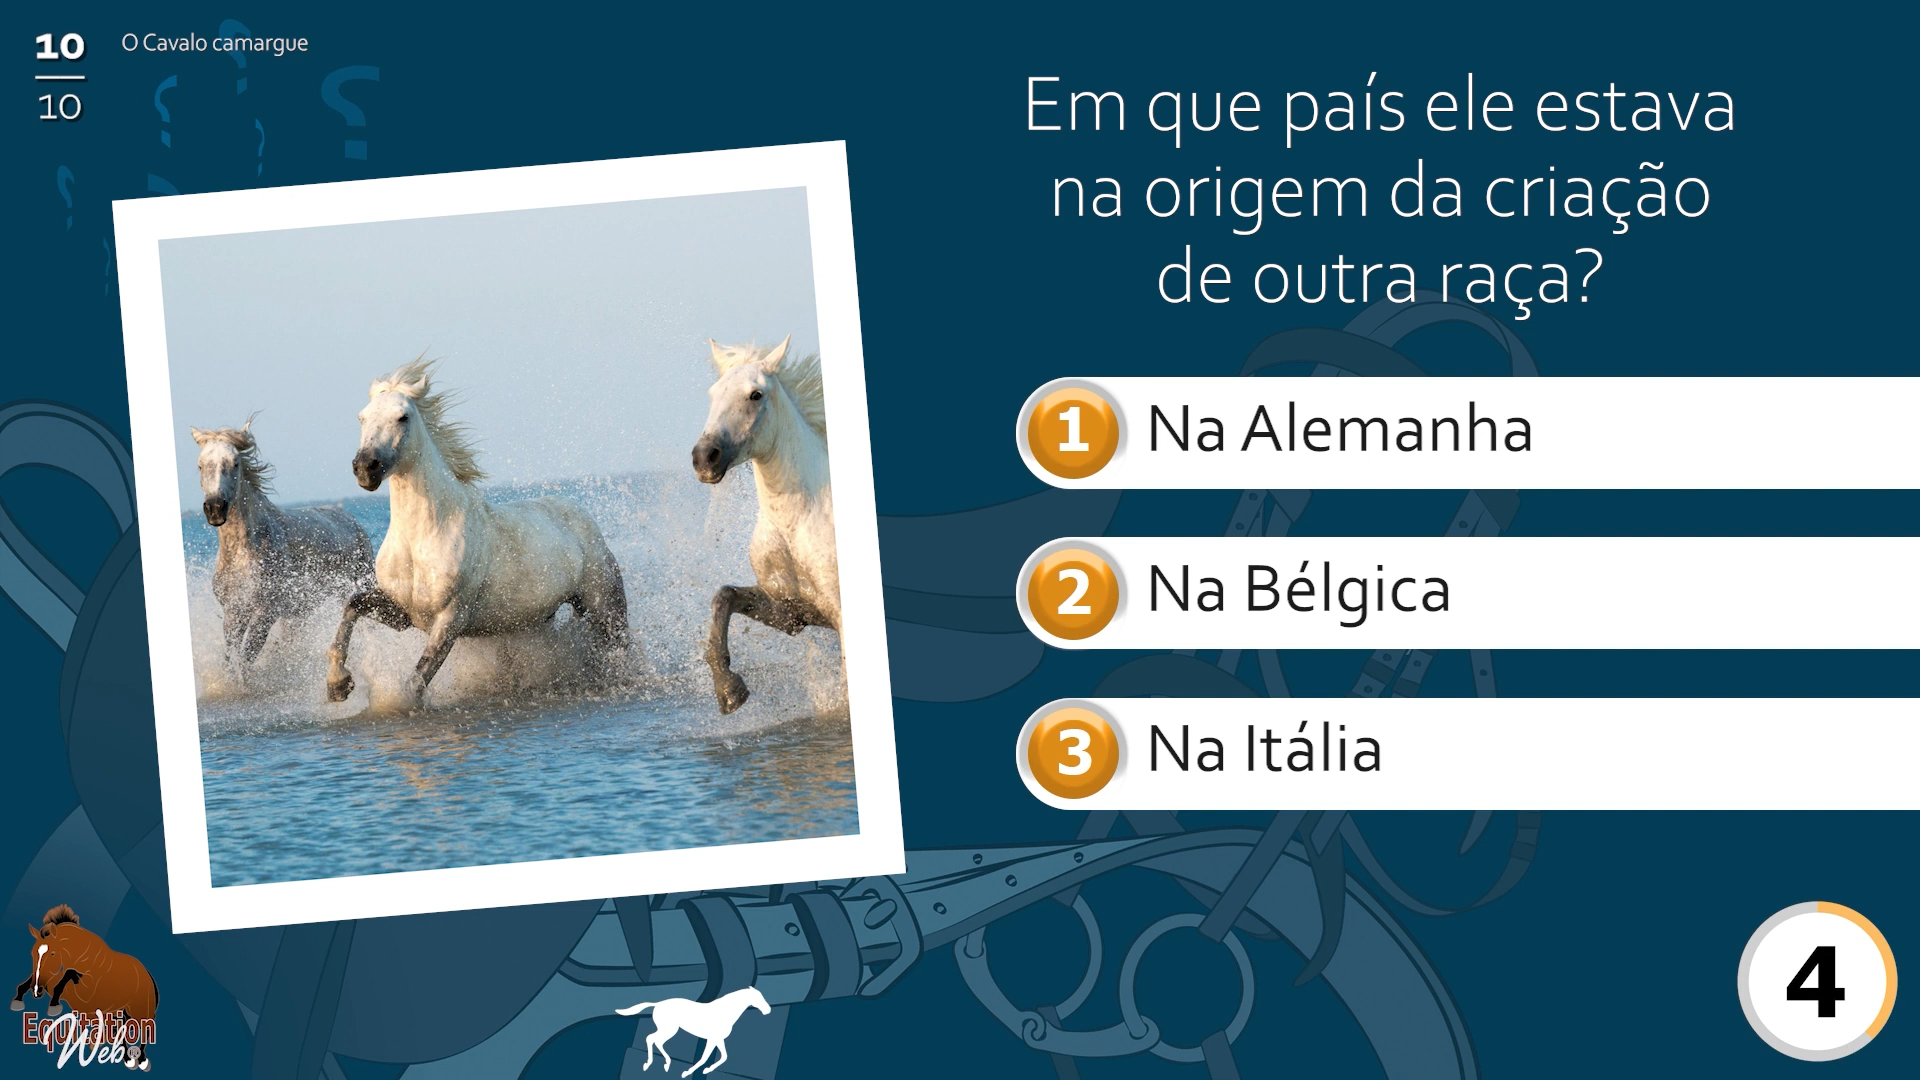 10
10
O Cavalo camargue
Em que país ele estava
na origem da criação
de outra raça?
1 Na Alemanha
2 Na Bélgica
3 Na Itália
4
Equitation
Web